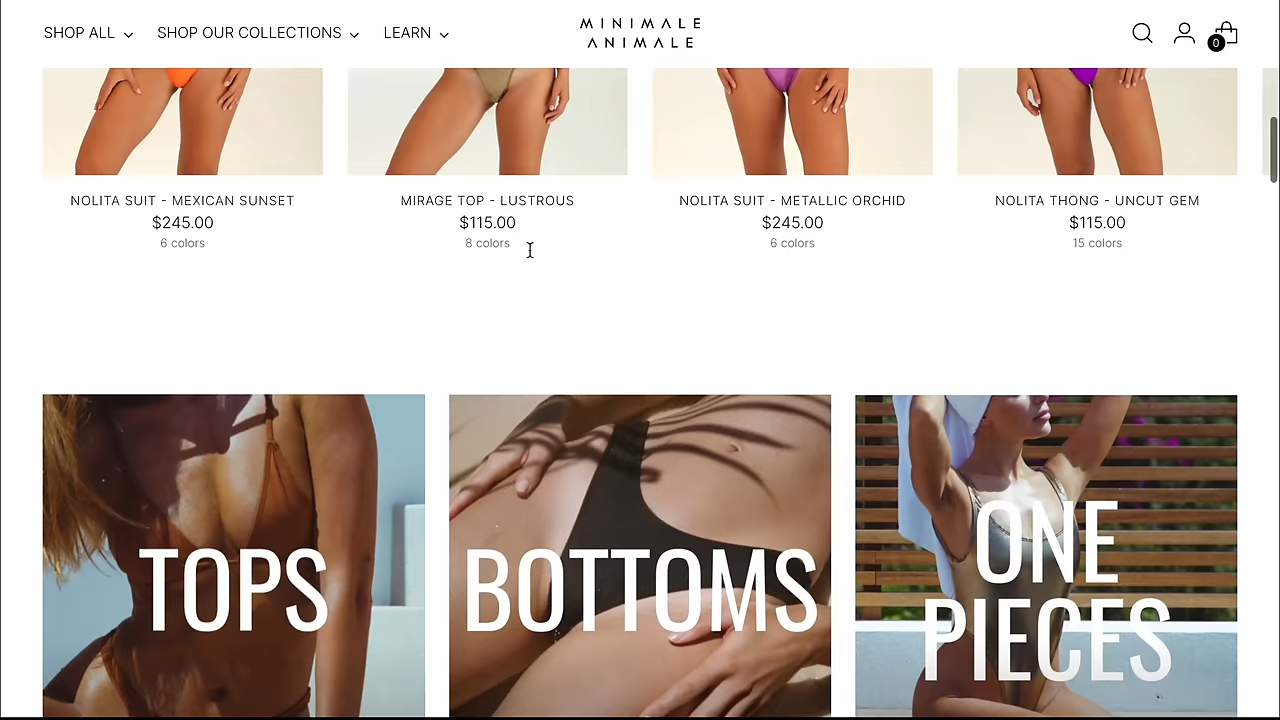 SHOP ALL
SHOP OUR COLLECTIONS
LEARN
MINIMALE
ANIMALE
0
NOLITA SUIT - MEXICAN SUNSET
$245.00
6 colors
MIRAGE TOP - LUSTROUS
$115.00
8 colors
NOLITA SUIT - METALLIC ORCHID
$245.00
6 colors
NOLITA THONG - UNCUT GEM
$115.00
15 colors
TOPS
BOTTOMS
ONE
PIECES